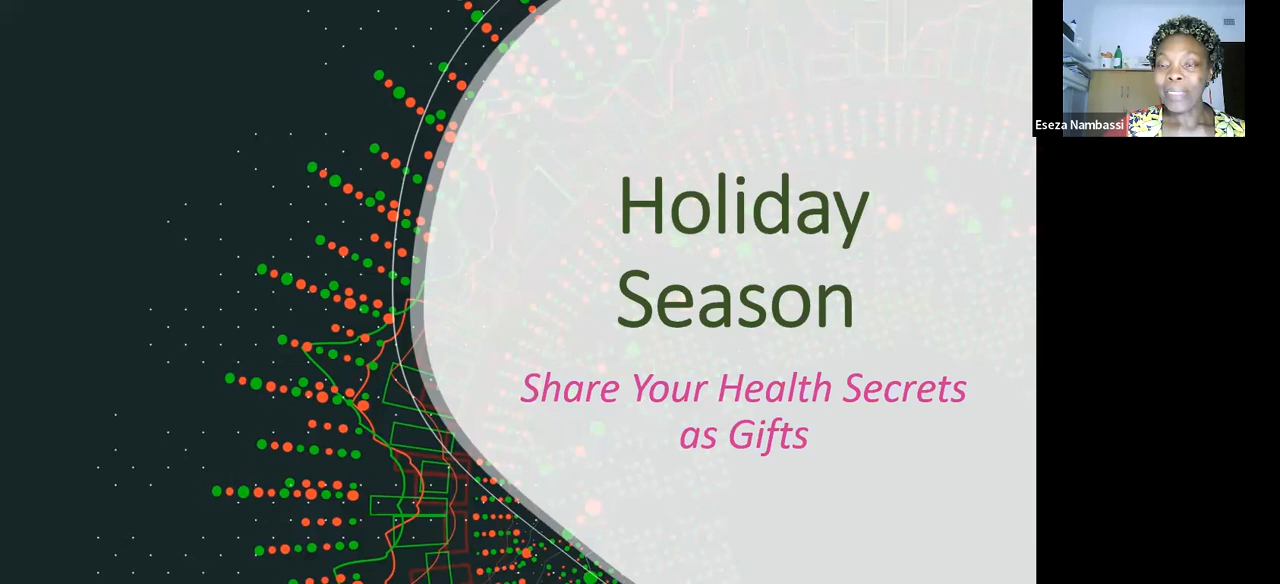 Holiday
Season
Share Your Health Secrets
as Gifts
Eseza Nambassi